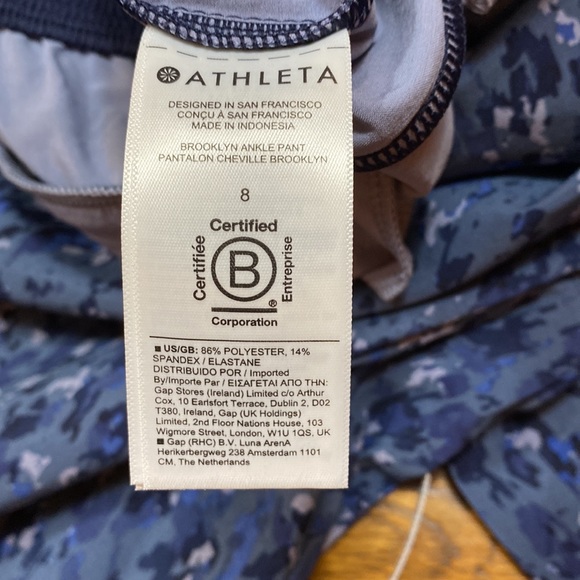 ATHLETA
DESIGNED IN SAN FRANCISCO
CONÇU À SAN FRANCISCO
MADE IN INDONESIA
BROOKLYN ANKLE PANT
PANTALON CHEVILLE BROOKLYN
8
Certified
Certifiée
B
Entreprise
®
Corporation
■ US/GB: 86% POLYESTER, 14%
SPANDEX / ELASTANE
DISTRIBUIDO POR / Imported
By/Importe Par / ΕΙΣΑΓΕΤΑΙ ΑΠΟ ΤΗΝ:
Gap Stores (Ireland) Limited c/o Arthur
Cox, 10 Earlsfort Terrace, Dublin 2, D02
T380, Ireland, Gap (UK Holdings)
Limited, 2nd Floor Nations House, 103
Wigmore Street, London, W1U 1QS, UK
■ Gap (RHC) B.V. Luna ArenA
Herikerbergweg 238 Amsterdam 1101
CM, The Netherlands